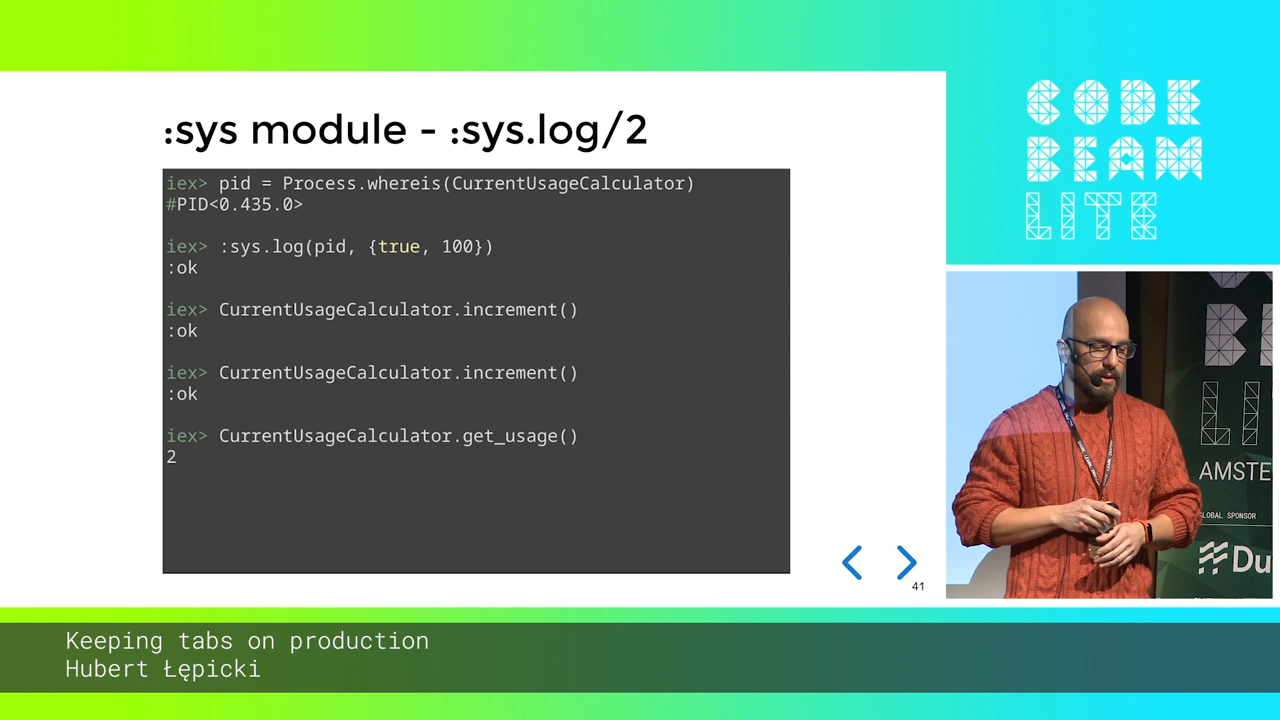 :sys module - :sys.log/2
iex> pid = Process.whereis(CurrentUsageCalculator)
#PID<0.435.0>
iex> :sys.log(pid, {true, 100})
:ok
iex> CurrentUsageCalculator.increment()
:ok
iex> CurrentUsageCalculator.increment()
:ok
iex> CurrentUsageCalculator.get_usage()
2
41
CODE
BEAM
LITE
BE
LI
AMSTE
GLOBAL SPONSOR
Du
Keeping tabs on production
Hubert Łępicki